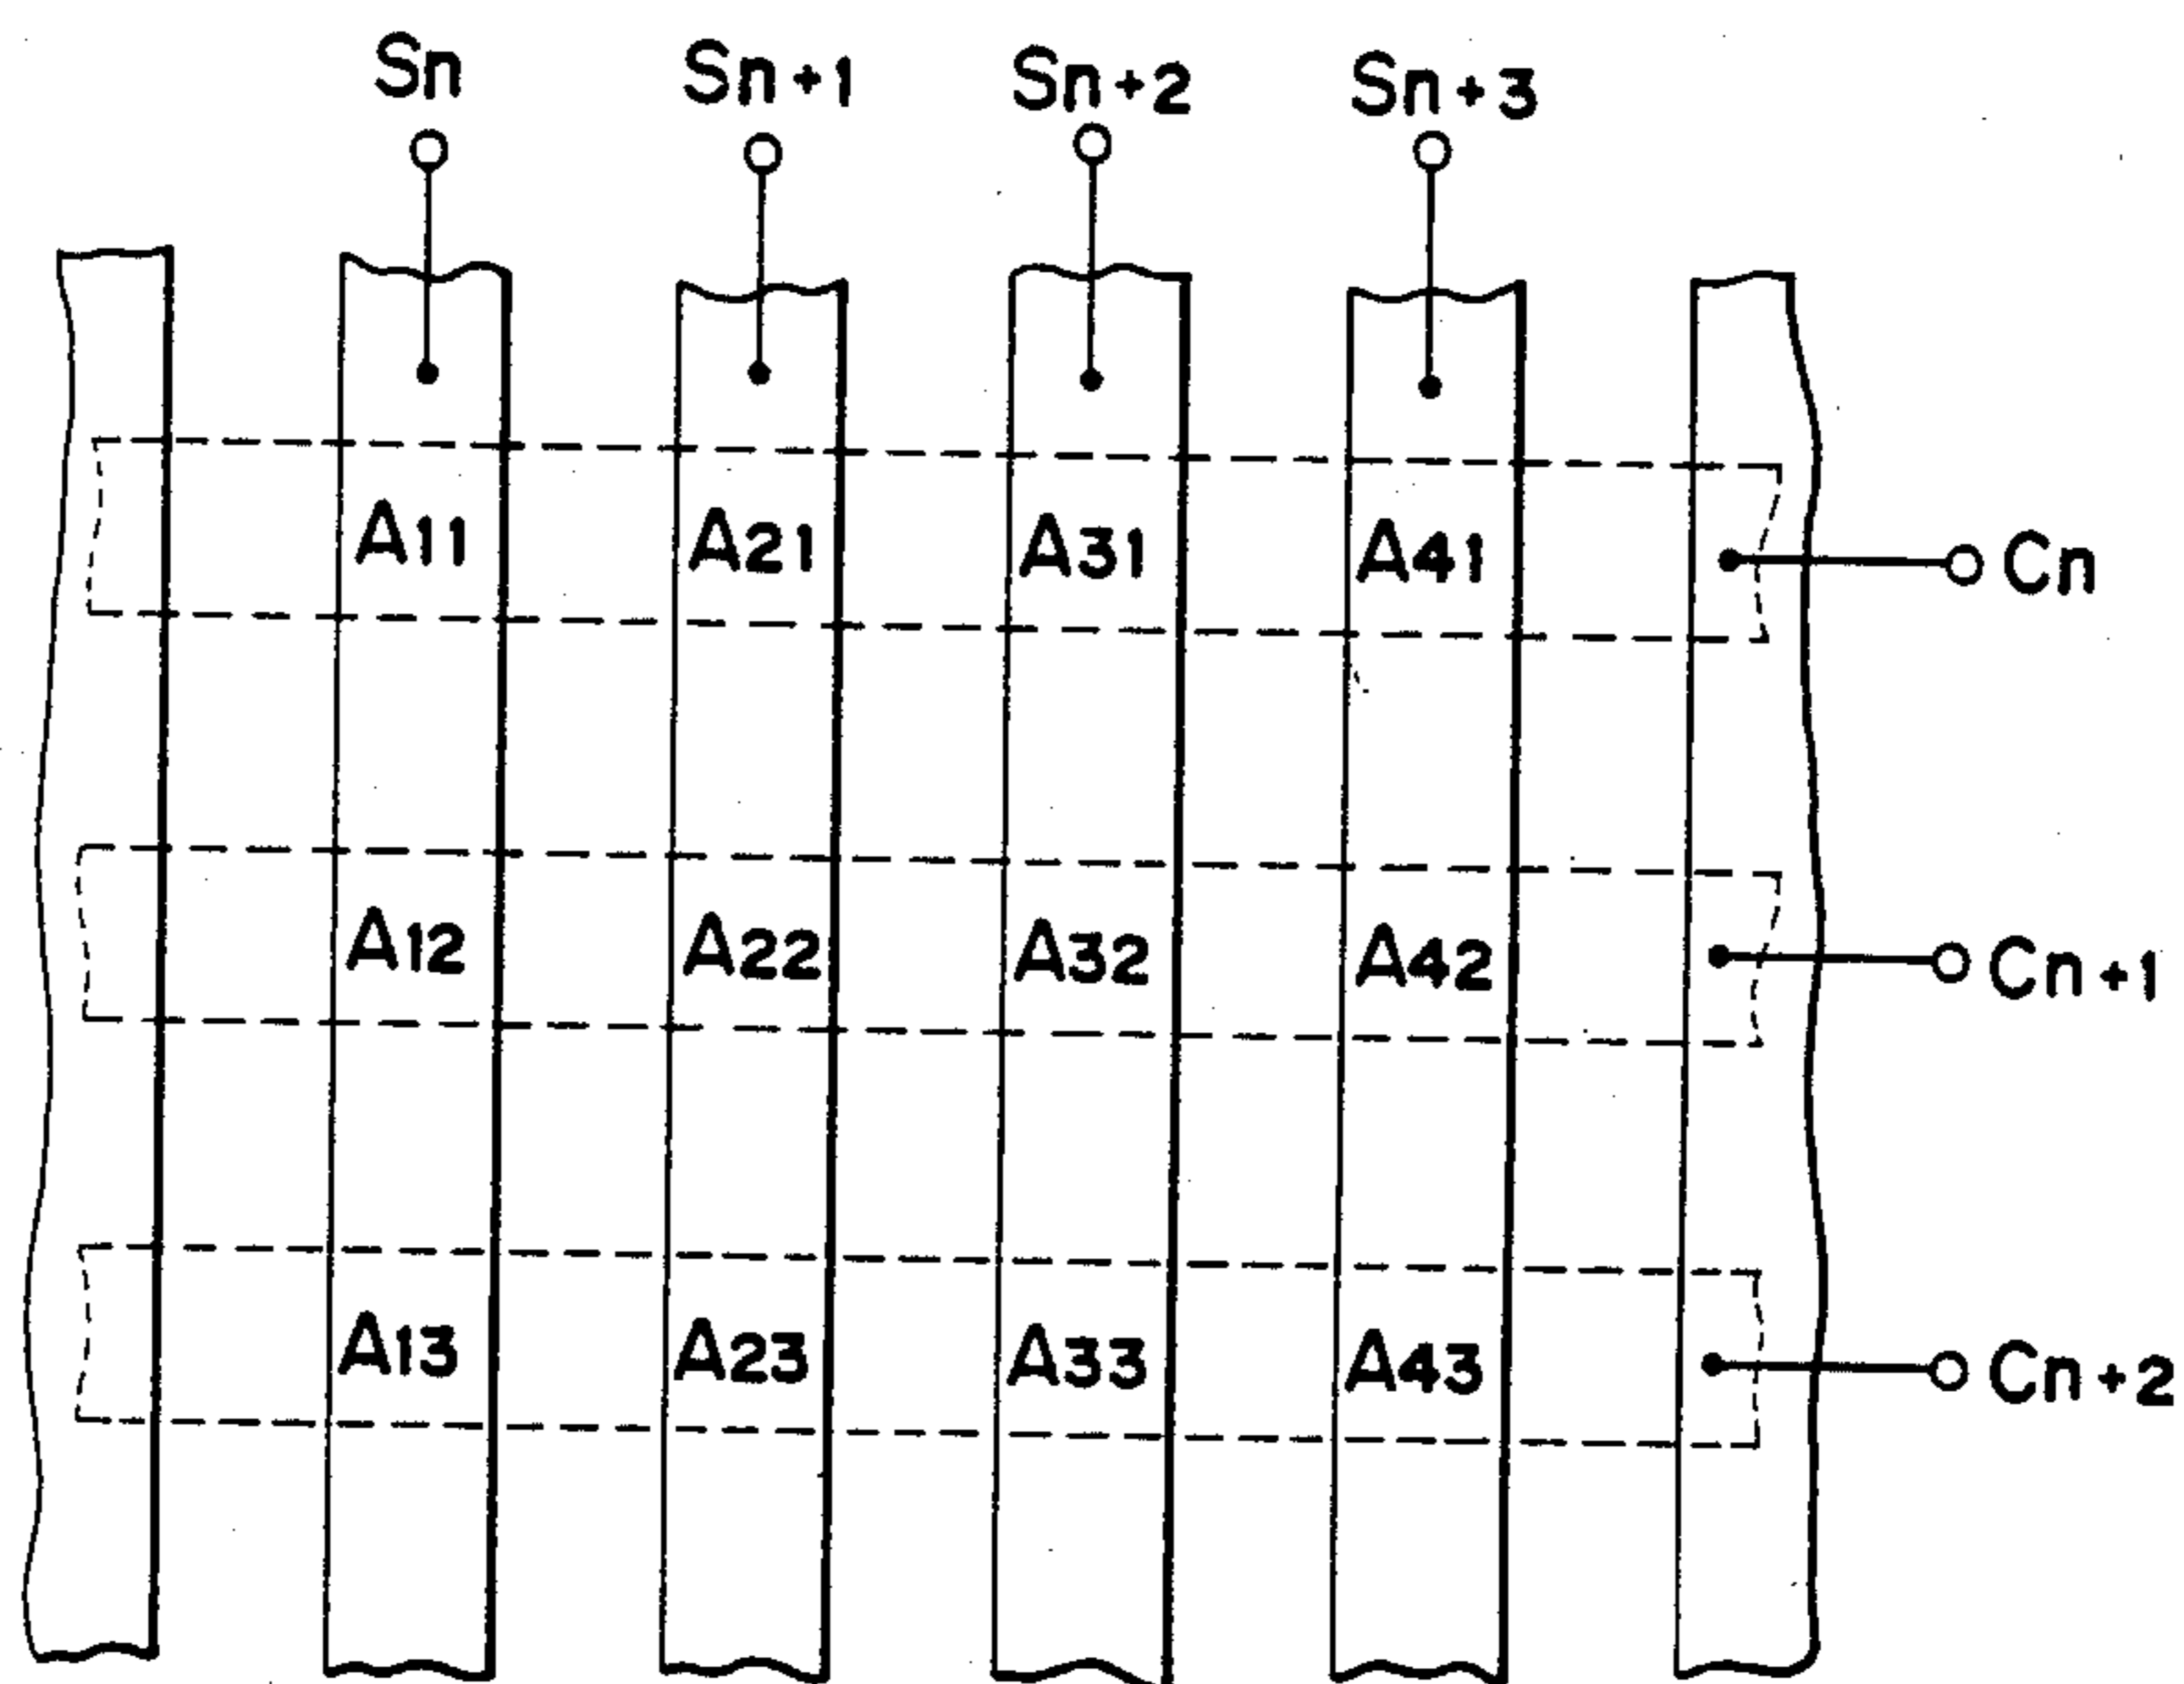 Sn Sn+1 Sn+2 Sn+3
A11 A21 A31 A41 Cn
A12 A22 A32 A42 Cn+1
A13 A23 A33 A43 Cn+2